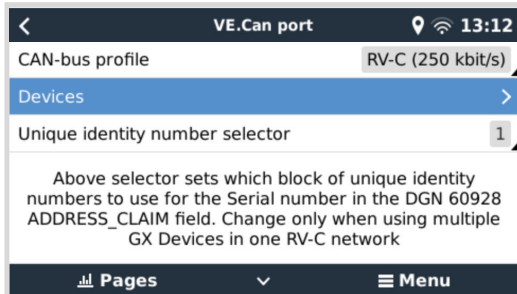 VE.Can port 13:12
CAN-bus profile RV-C (250 kbit/s)
Devices
Unique identity number selector 1
Above selector sets which block of unique identity
numbers to use for the Serial number in the DGN 60928
ADDRESS_CLAIM field. Change only when using multiple
GX Devices in one RV-C network
Pages Menu